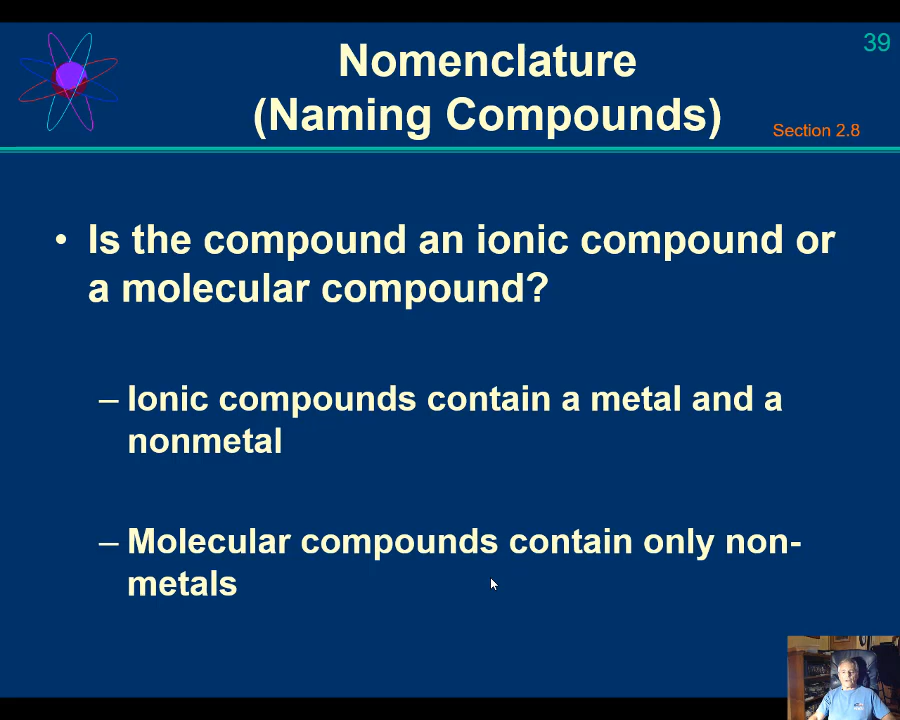 39
Nomenclature
(Naming Compounds)
Section 2.8
• Is the compound an ionic compound or
a molecular compound?
– Ionic compounds contain a metal and a
nonmetal
– Molecular compounds contain only non-
metals